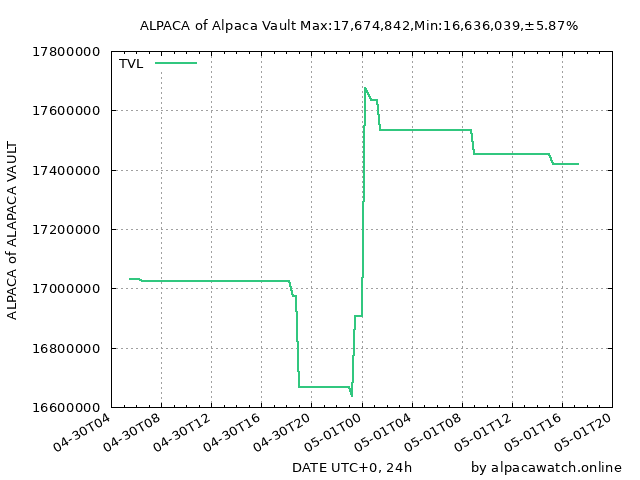 ALPACA of Alpaca Vault Max:17,674,842,Min:16,636,039,±5.87%
TVL
17800000
17600000
17400000
17200000
17000000
16800000
16600000
ALPACA of ALAPACA VAULT
04-30T04
04-30T08
04-30T12
04-30T16
04-30T20
05-01T00
05-01T04
05-01T08
05-01T12
05-01T16
05-01T20
DATE UTC+0, 24h
by alpacawatch.online